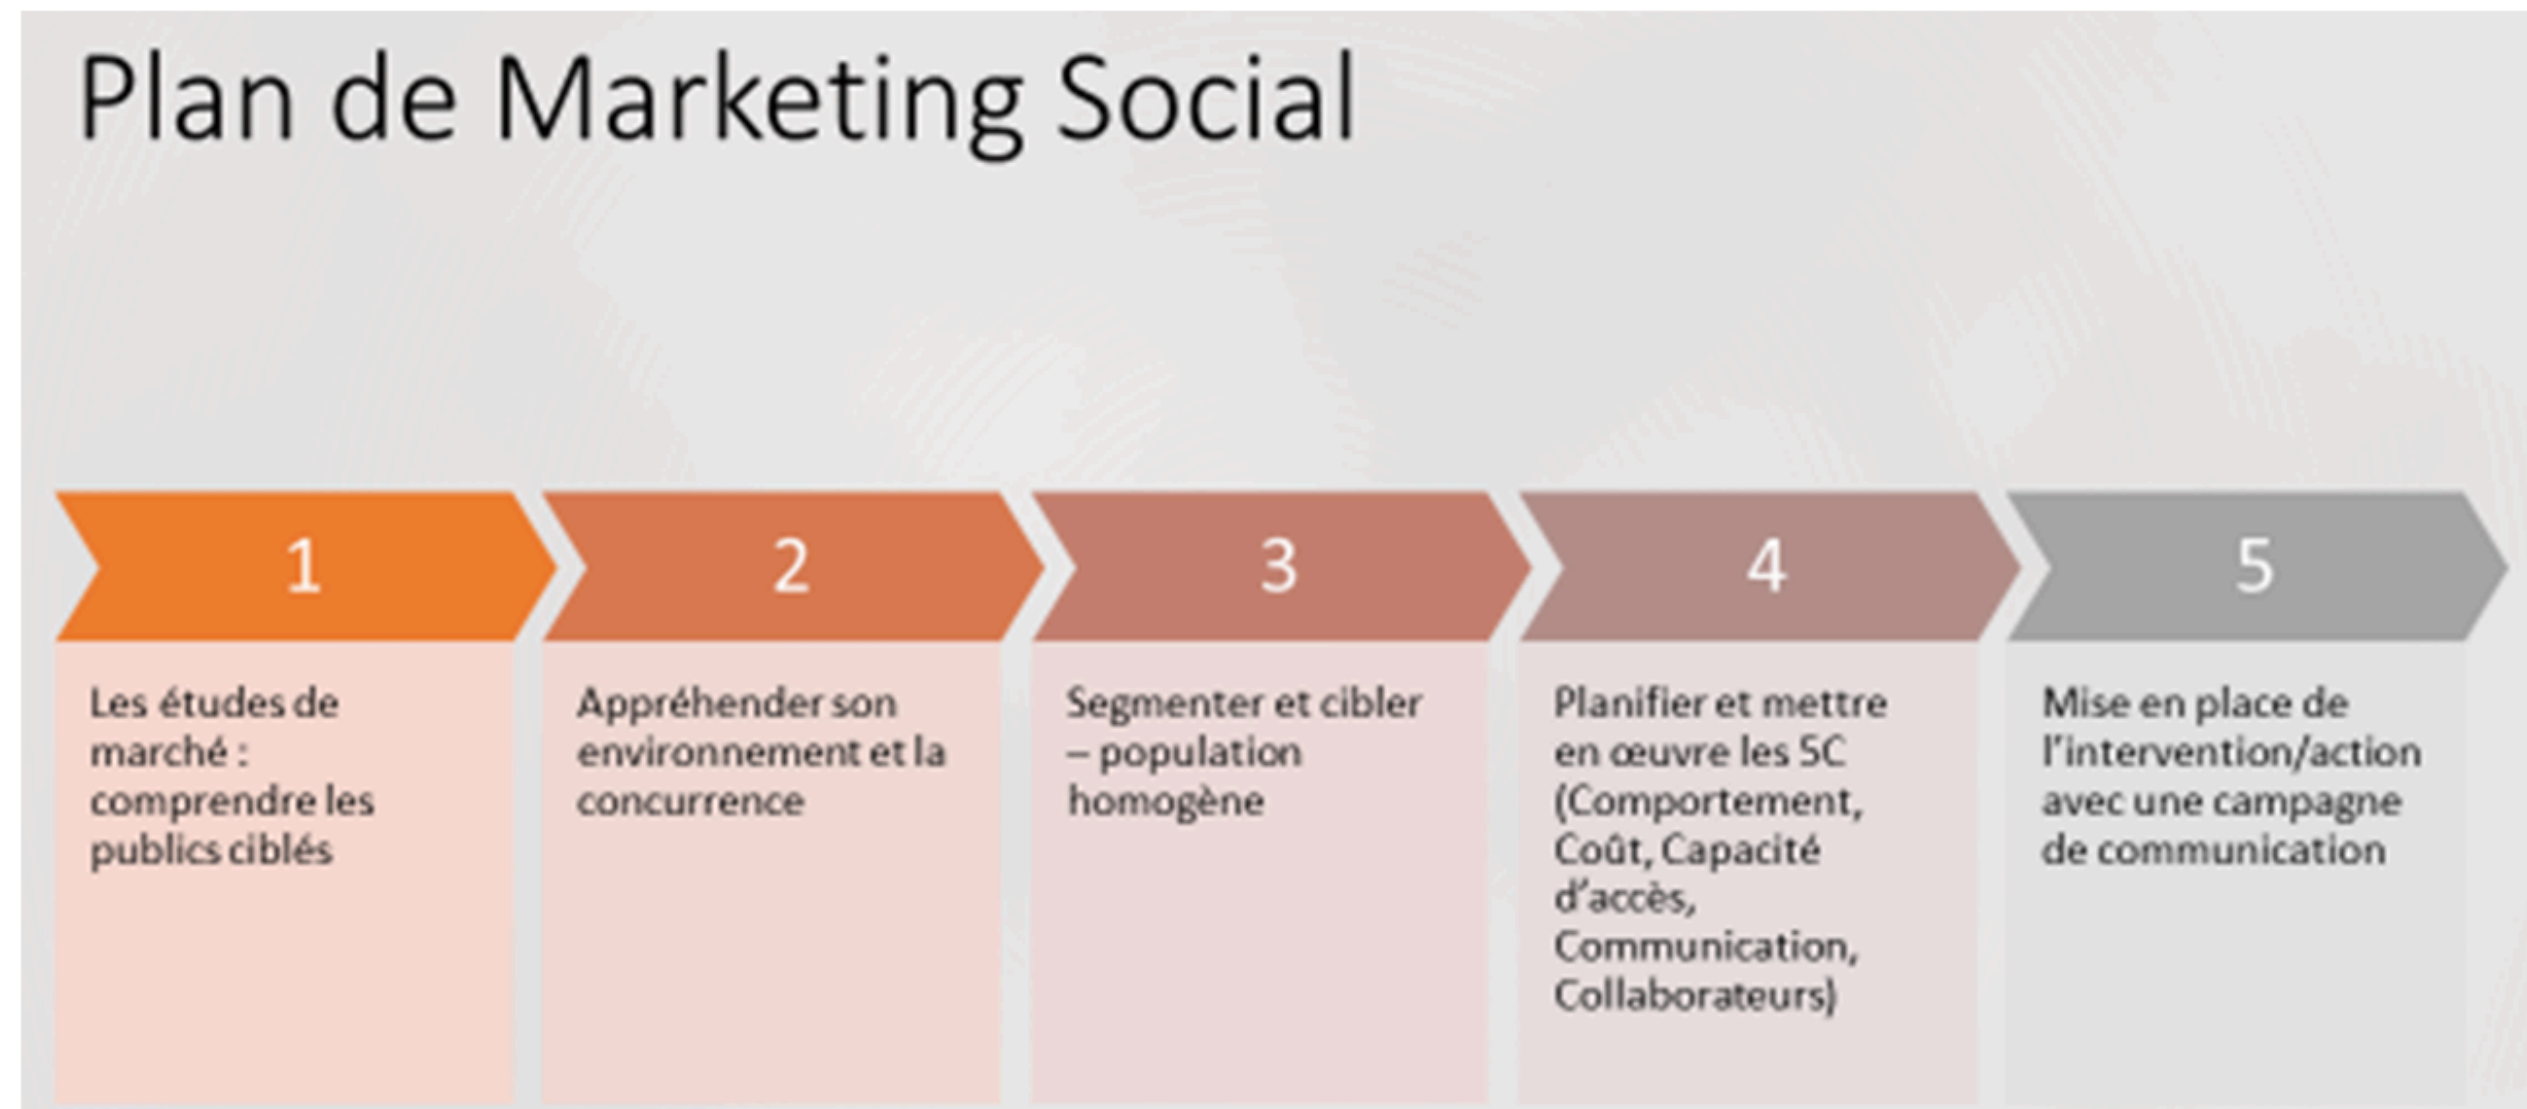 Plan de Marketing Social
1
Les études de
marché :
comprendre les
publics ciblés
2
Appréhender son
environnement et la
concurrence
3
Segmenter et cibler
– population
homogène
4
Planifier et mettre
en œuvre les 5C
(Comportement,
Coût, Capacité
d’accès,
Communication,
Collaborateurs)
5
Mise en place de
l’intervention/action
avec une campagne
de communication